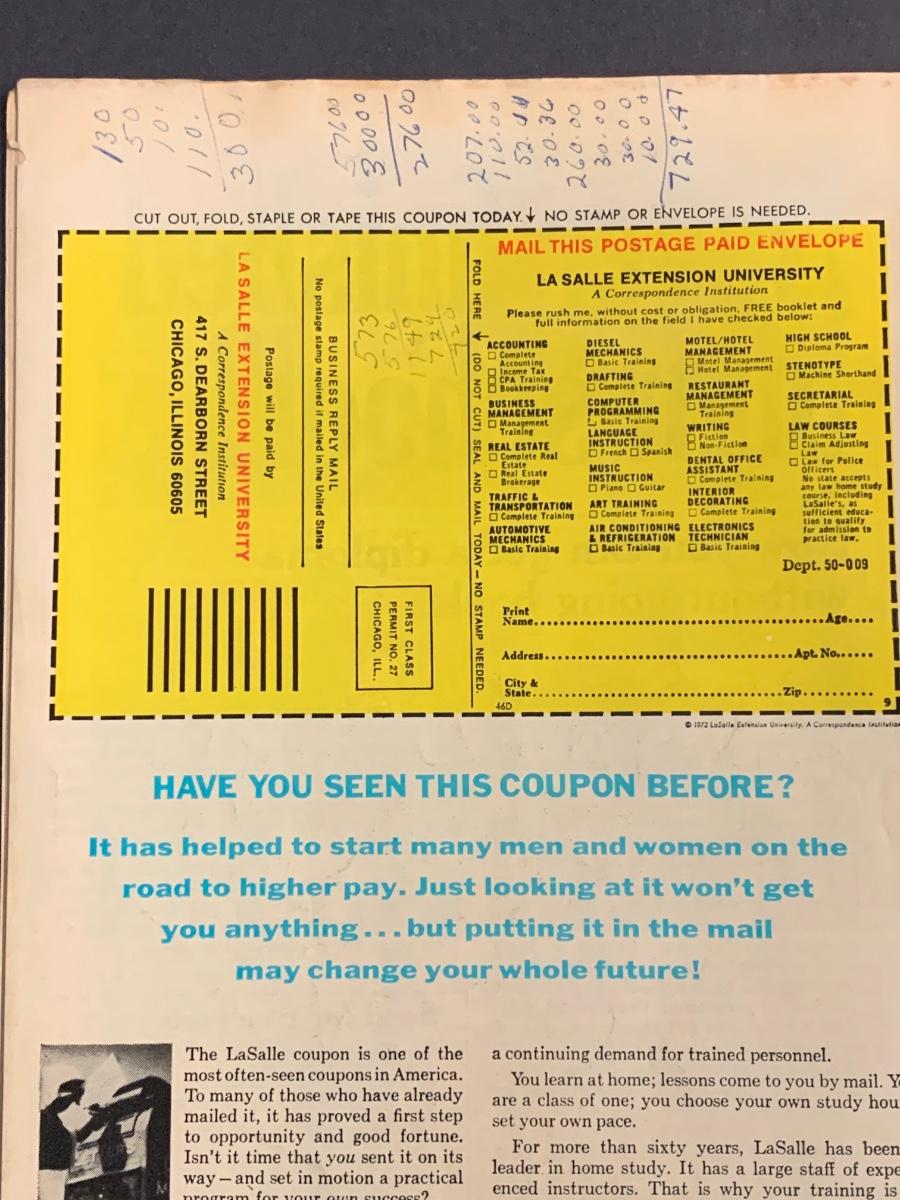 130
50
10.
110.
300.
57600
30000
27600
207.00
110.00
52.44
30.36
260.00
30.00
30.00
10.00
729.47
CUT OUT, FOLD, STAPLE OR TAPE THIS COUPON TODAY.↓ NO STAMP OR ENVELOPE IS NEEDED.
BUSINESS REPLY MAIL
No postage stamp required if mailed in the United States
Postage will be paid by
LA SALLE EXTENSION UNIVERSITY
A Correspondence Institution
417 S. DEARBORN STREET
CHICAGO, ILLINOIS 60605
FIRST CLASS
PERMIT NO. 27
CHICAGO, ILL.
573
FOLD HERE → (DO NOT CUT) SEAL AND MAIL TODAY — NO STAMP NEEDED.
MAIL THIS POSTAGE PAID ENVELOPE
LA SALLE EXTENSION UNIVERSITY
A Correspondence Institution
Please rush me, without cost or obligation, FREE booklet and
full information on the field I have checked below:
ACCOUNTING
☐ Complete
Accounting
☐ Income Tax
☐ CPA Training
☐ Bookkeeping
BUSINESS
MANAGEMENT
☐ Management
Training
REAL ESTATE
☐ Complete Real
Estate
☐ Real Estate
Brokerage
TRAFFIC &
TRANSPORTATION
☐ Complete Training
AUTOMOTIVE
MECHANICS
☐ Basic Training
DIESEL
MECHANICS
☐ Basic Training
DRAFTING
☐ Complete Training
COMPUTER
PROGRAMMING
☐ Basic Training
LANGUAGE
INSTRUCTION
☐ French ☐ Spanish
MUSIC
INSTRUCTION
☐ Piano ☐ Guitar
ART TRAINING
☐ Complete Training
AIR CONDITIONING
& REFRIGERATION
☐ Basic Training
MOTEL/HOTEL
MANAGEMENT
☐ Motel Management
☐ Hotel Management
RESTAURANT
MANAGEMENT
☐ Management
Training
WRITING
☐ Fiction
☐ Non-Fiction
DENTAL OFFICE
ASSISTANT
☐ Complete Training
INTERIOR
DECORATING
☐ Complete Training
ELECTRONICS
TECHNICIAN
☐ Basic Training
HIGH SCHOOL
☐ Diploma Program
STENOTYPE
☐ Machine Shorthand
SECRETARIAL
☐ Complete Training
LAW COURSES
☐ Business Law
☐ Claim Adjusting
Law
☐ Law for Police
Officers
No state accepts
any law home study
course, including
LaSalle's, as
sufficient educa-
tion to qualify
for admission to
practice law.
Dept. 50-009
Print
Name.......Age....
Address.......Apt. No......
City &
State.......Zip..........
46D
9
© 1972 LaSalle Extension University, A Correspondence Institution
HAVE YOU SEEN THIS COUPON BEFORE?
It has helped to start many men and women on the
road to higher pay. Just looking at it won't get
you anything...but putting it in the mail
may change your whole future!
The LaSalle coupon is one of the
most often-seen coupons in America.
To many of those who have already
mailed it, it has proved a first step
to opportunity and good fortune.
Isn't it time that you sent it on its
way – and set in motion a practical
program for your own success?
a continuing demand for trained personnel.
You learn at home; lessons come to you by mail. Y
are a class of one; you choose your own study hou
set your own pace.
For more than sixty years, LaSalle has been
leader in home study. It has a large staff of expe
enced instructors. That is why your training is